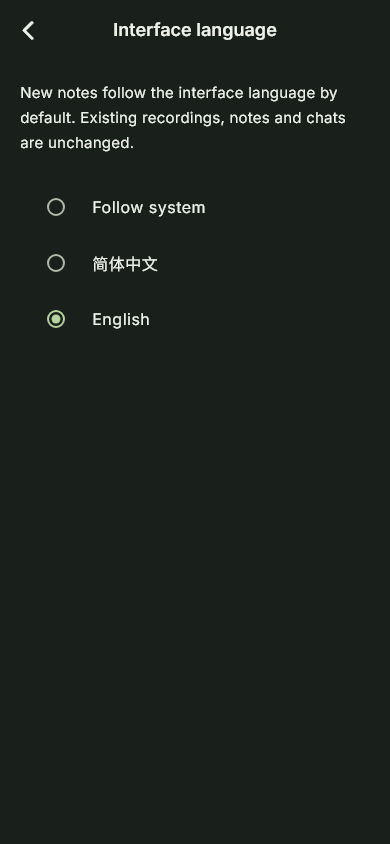 Interface language
New notes follow the interface language by
default. Existing recordings, notes and chats
are unchanged.
Follow system
简体中文
English